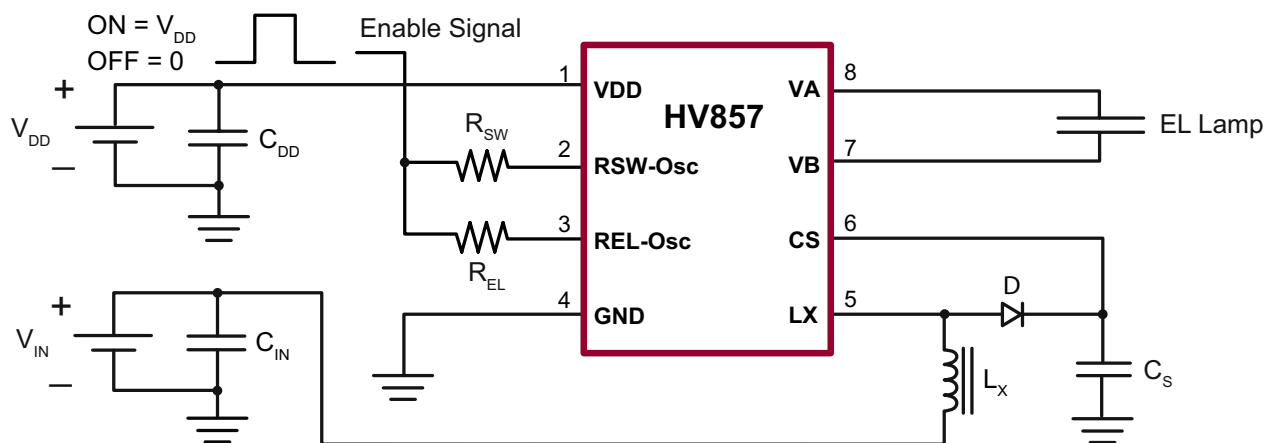 ON = V_DD
OFF = 0
Enable Signal
+
V_DD
–
C_DD
R_SW
R_EL
+
V_IN
–
C_IN
1
VDD
2
RSW-Osc
3
REL-Osc
4
GND
HV857
VA
8
VB
7
CS
6
LX
5
EL Lamp
D
L_X
C_S